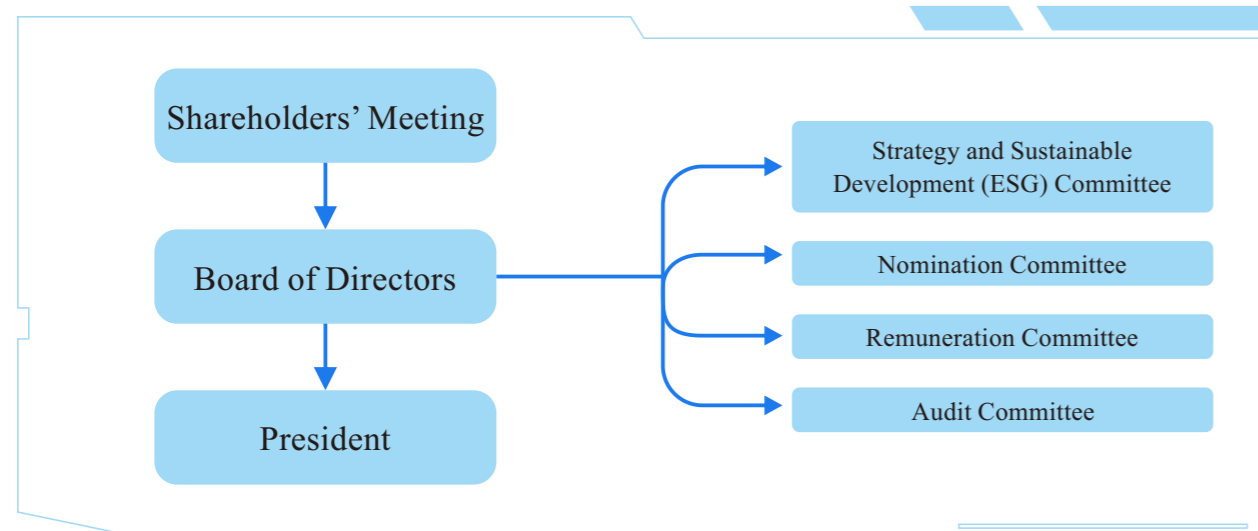 Shareholders’ Meeting
Board of Directors
President
Strategy and Sustainable
Development (ESG) Committee
Nomination Committee
Remuneration Committee
Audit Committee